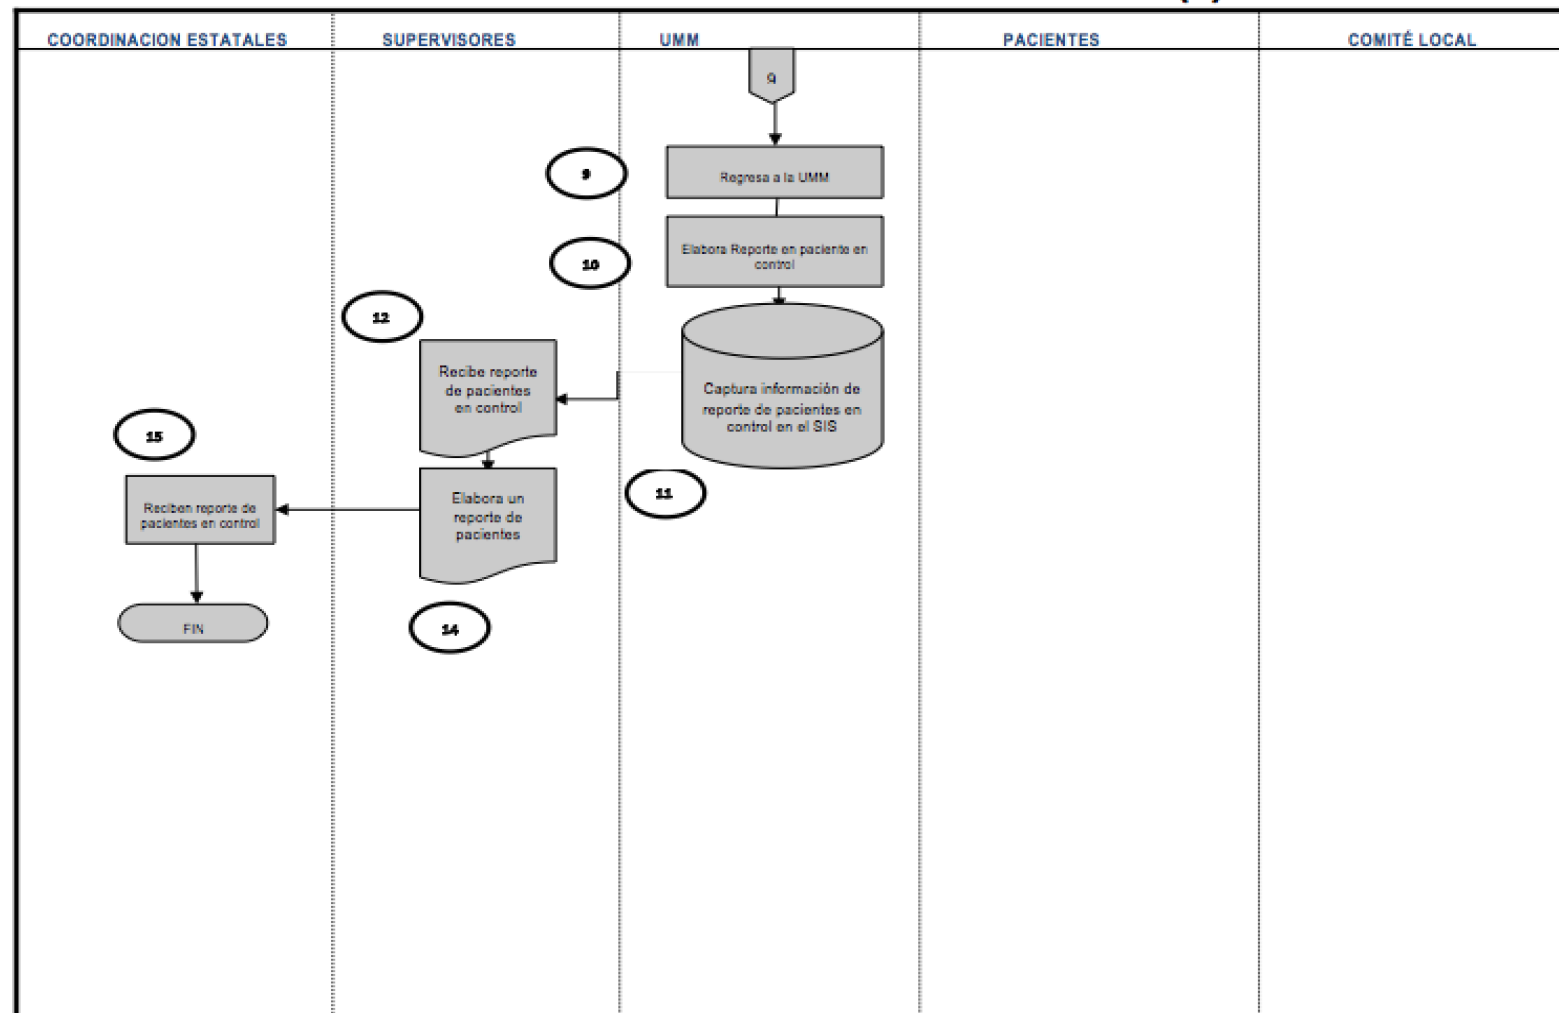 COORDINACION ESTATALES
SUPERVISORES
UMM
PACIENTES
COMITÉ LOCAL
9
9
Regresa a la UMM
10
Elabora Reporte en paciente en
control
12
Recibe reporte
de pacientes
en control
Captura información de
reporte de pacientes en
control en el SIS
11
15
Reciben reporte de
pacientes en control
Elabora un
reporte de
pacientes
14
FIN